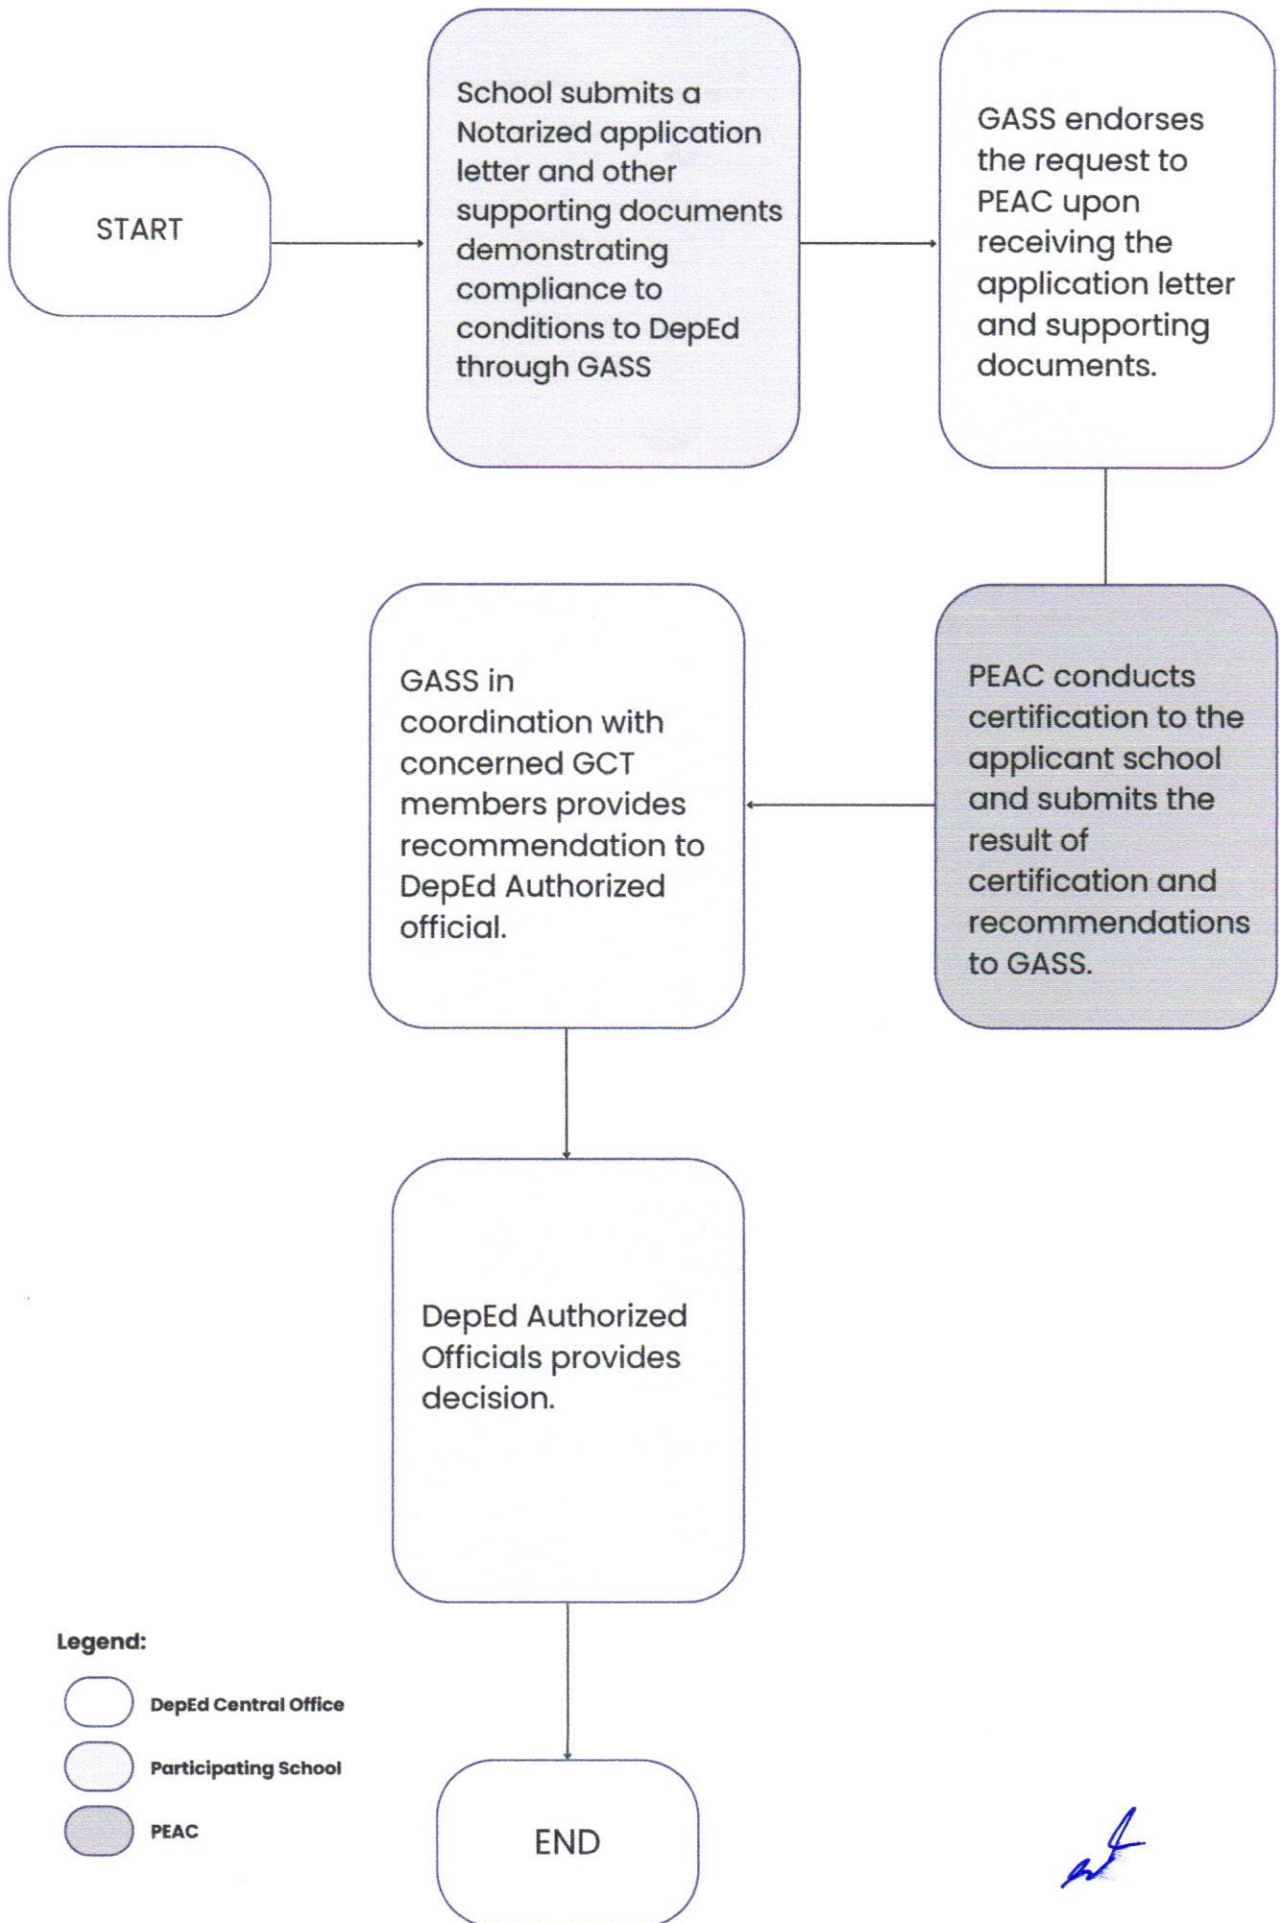 START
School submits a
Notarized application
letter and other
supporting documents
demonstrating
compliance to
conditions to DepEd
through GASS
GASS endorses
the request to
PEAC upon
receiving the
application letter
and supporting
documents.
PEAC conducts
certification to the
applicant school
and submits the
result of
certification and
recommendations
to GASS.
GASS in
coordination with
concerned GCT
members provides
recommendation to
DepEd Authorized
official.
DepEd Authorized
Officials provides
decision.
END
Legend:
DepEd Central Office
Participating School
PEAC